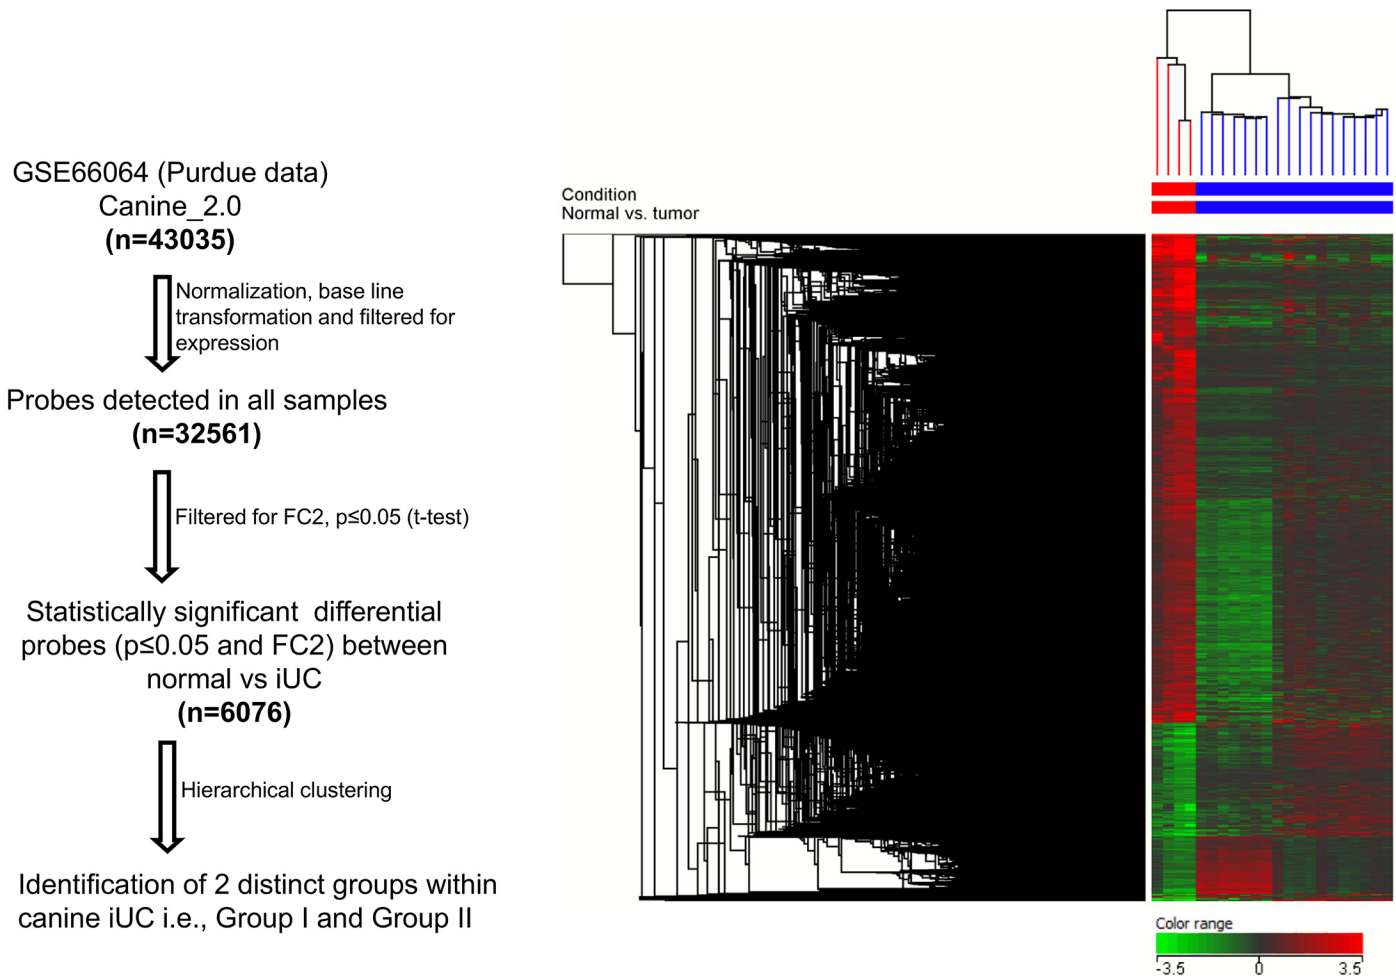 GSE66064 (Purdue data)
Canine_2.0
(n=43035)
Normalization, base line
transformation and filtered for
expression
Probes detected in all samples
(n=32561)
Filtered for FC2, p≤0.05 (t-test)
Statistically significant differential
probes (p≤0.05 and FC2) between
normal vs iUC
(n=6076)
Hierarchical clustering
Identification of 2 distinct groups within
canine iUC i.e., Group I and Group II
Condition
Normal vs. tumor
Color range
-3.5 0 3.5